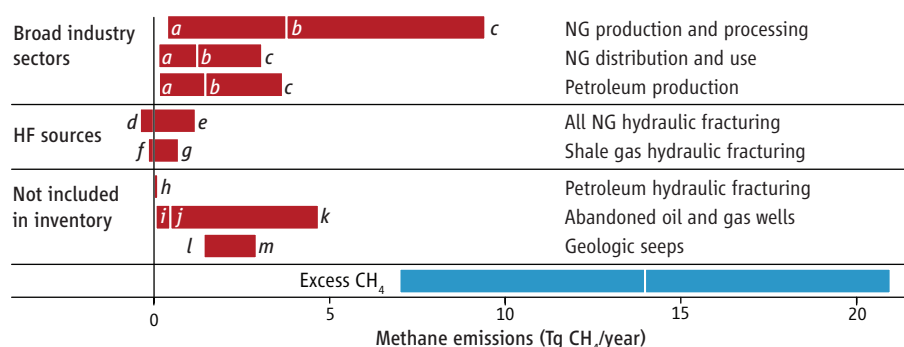 Broad industry sectors
a b c NG production and processing
a b c NG distribution and use
a b c Petroleum production
HF sources
d e All NG hydraulic fracturing
f g Shale gas hydraulic fracturing
Not included in inventory
h Petroleum hydraulic fracturing
i j k Abandoned oil and gas wells
l m Geologic seeps
Excess CH₄
0 5 10 15 20
Methane emissions (Tg CH₄/year)